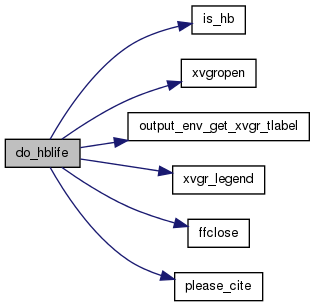 is_hb
xvgropen
output_env_get_xvgr_tlabel
do_hblife
xvgr_legend
ffclose
please_cite